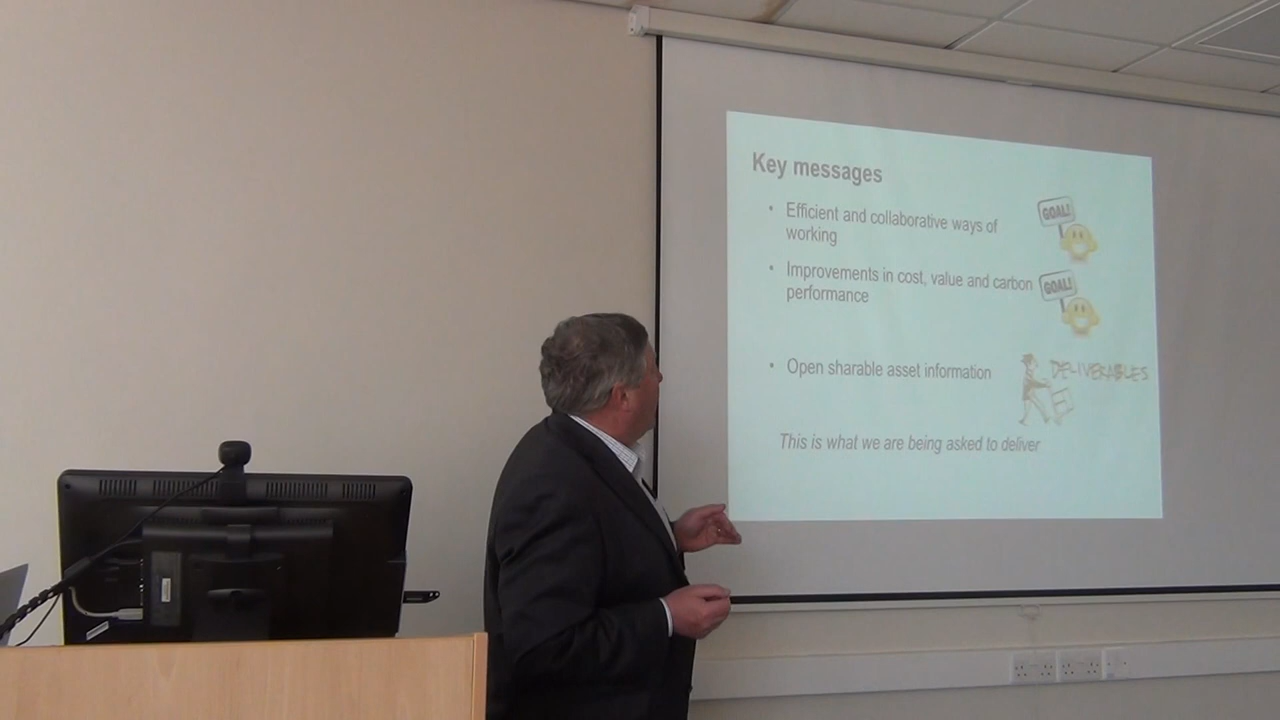 Key messages
• Efficient and collaborative ways of
working
GOAL!
• Improvements in cost, value and carbon
performance
GOAL!
• Open sharable asset information
DELIVERABLES
This is what we are being asked to deliver